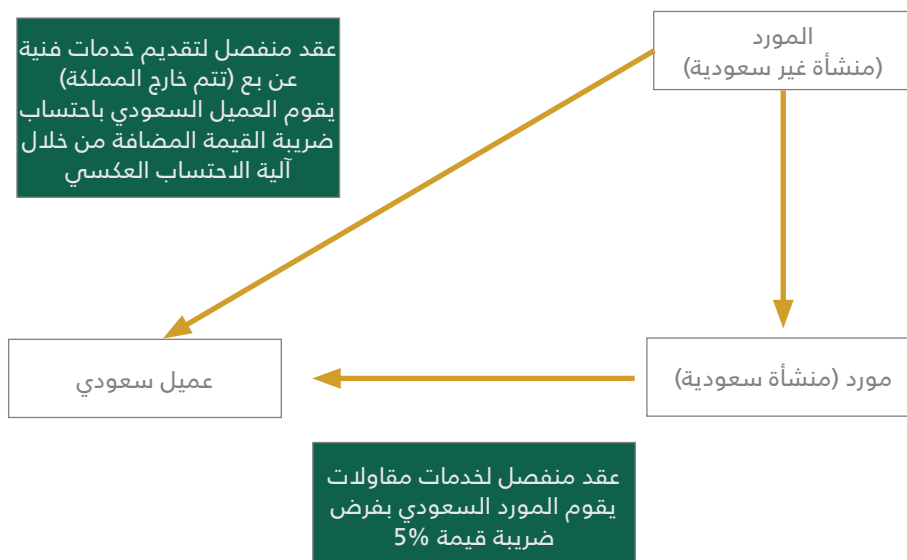 المورد
(منشأة غير سعودية)
عقد منفصل لتقديم خدمات فنية
عن بع (تتم خارج المملكة)
يقوم العميل السعودي باحتساب
ضريبة القيمة المضافة من خلال
آلية الاحتساب العكسي
مورد (منشأة سعودية)
عميل سعودي
عقد منفصل لخدمات مقاولات
يقوم المورد السعودي بفرض
ضريبة قيمة 5%